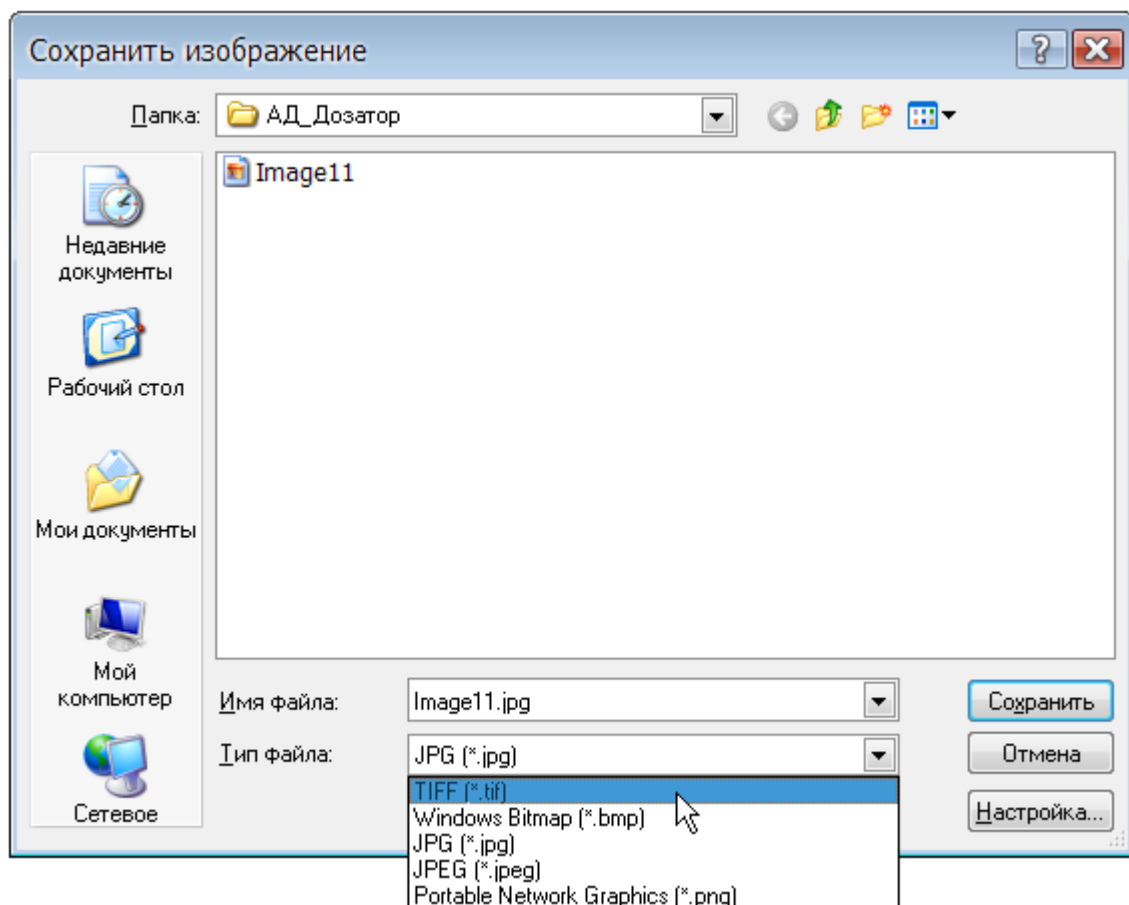 Сохранить изображение
Папка:
АД_Дозатор
Image11
Недавние
документы
Рабочий стол
Мои документы
Мой
компьютер
Сетевое
Имя файла:
Image11.jpg
Сохранить
Тип файла:
JPG (*.jpg)
Отмена
TIFF (*.tif)
Windows Bitmap (*.bmp)
JPG (*.jpg)
JPEG (*.jpeg)
Portable Network Graphics (*.png)
Настройка...